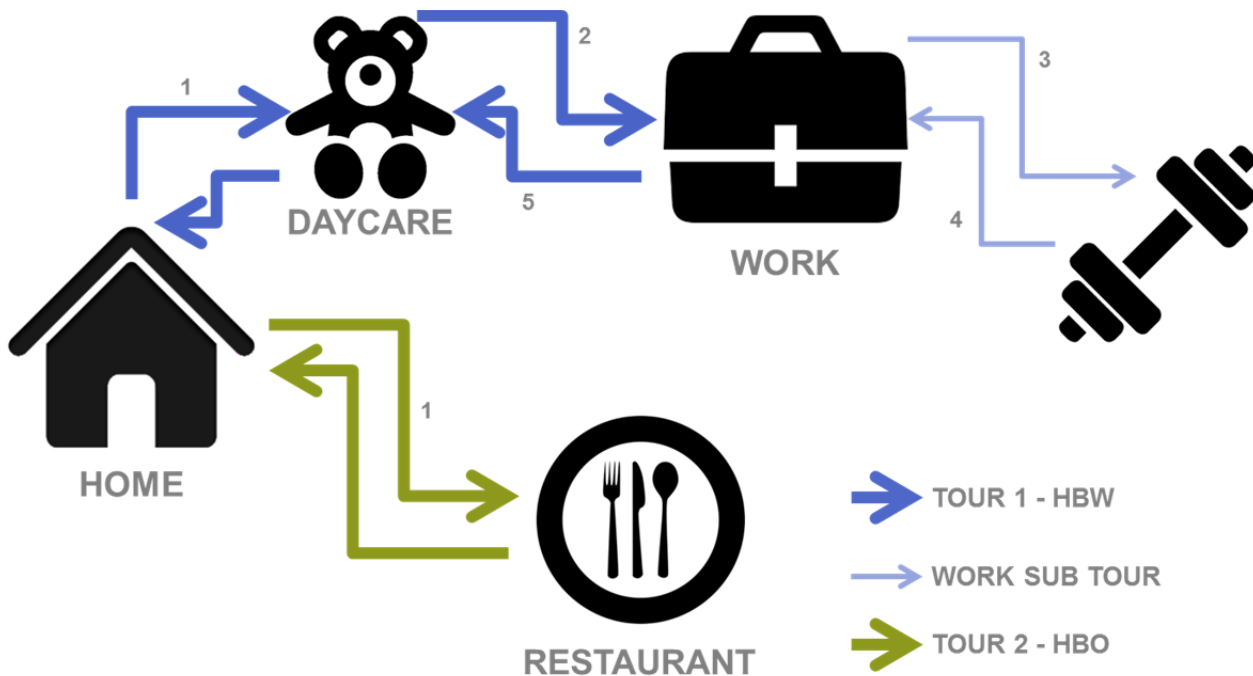 1
2
3
DAYCARE
5
4
WORK
HOME
1
RESTAURANT
TOUR 1 - HBW
WORK SUB TOUR
TOUR 2 - HBO